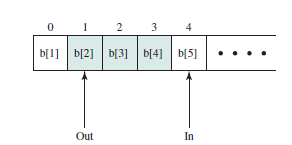 0 1 2 3 4
b[1] b[2] b[3] b[4] b[5] • • • •
Out In